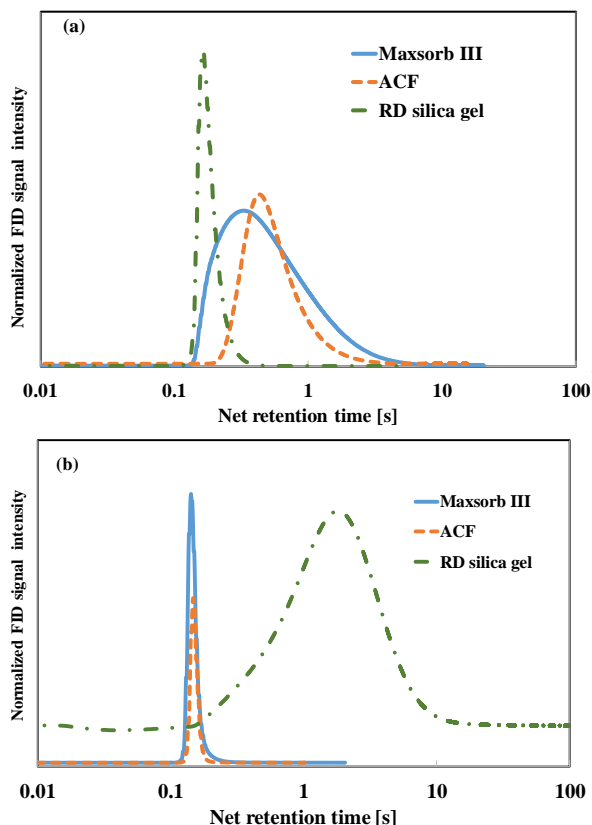 (a)
Maxsorb III
ACF
RD silica gel
Normalized FID signal intensity
0.01 0.1 1 10 100
Net retention time [s]
(b)
Maxsorb III
ACF
RD silica gel
Normalized FID signal intensity
0.01 0.1 1 10 100
Net retention time [s]